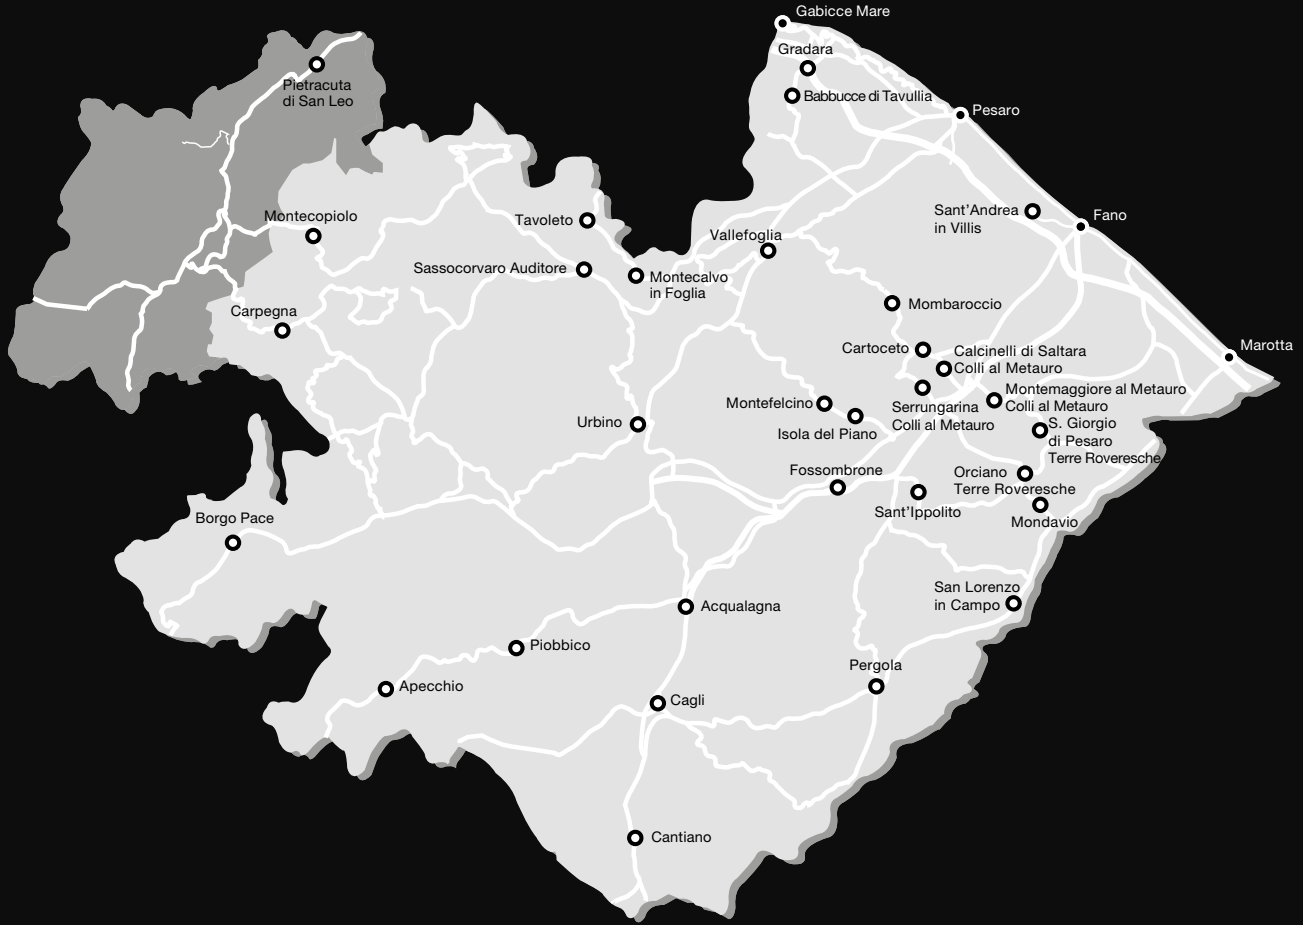 Gabicce Mare
Gradara
Pietracuta
di San Leo
Babbucce di Tavullia
Pesaro
Montecopiolo
Tavoleto
Sant'Andrea
in Villis
Fano
Vallefoglia
Sassocorvaro Auditore
Montecalvo
in Foglia
Carpegna
Mombaroccio
Marotta
Cartoceto
Calcinelli di Saltara
Colli al Metauro
Montemaggiore al Metauro
Colli al Metauro
Montefelcino
Serrungarina
Colli al Metauro
Urbino
Isola del Piano
S. Giorgio
di Pesaro
Terre Roveresche
Fossombrone
Orciano
Terre Roveresche
Sant'Ippolito
Mondavio
Borgo Pace
San Lorenzo
in Campo
Acqualagna
Piobbico
Pergola
Apecchio
Cagli
Cantiano